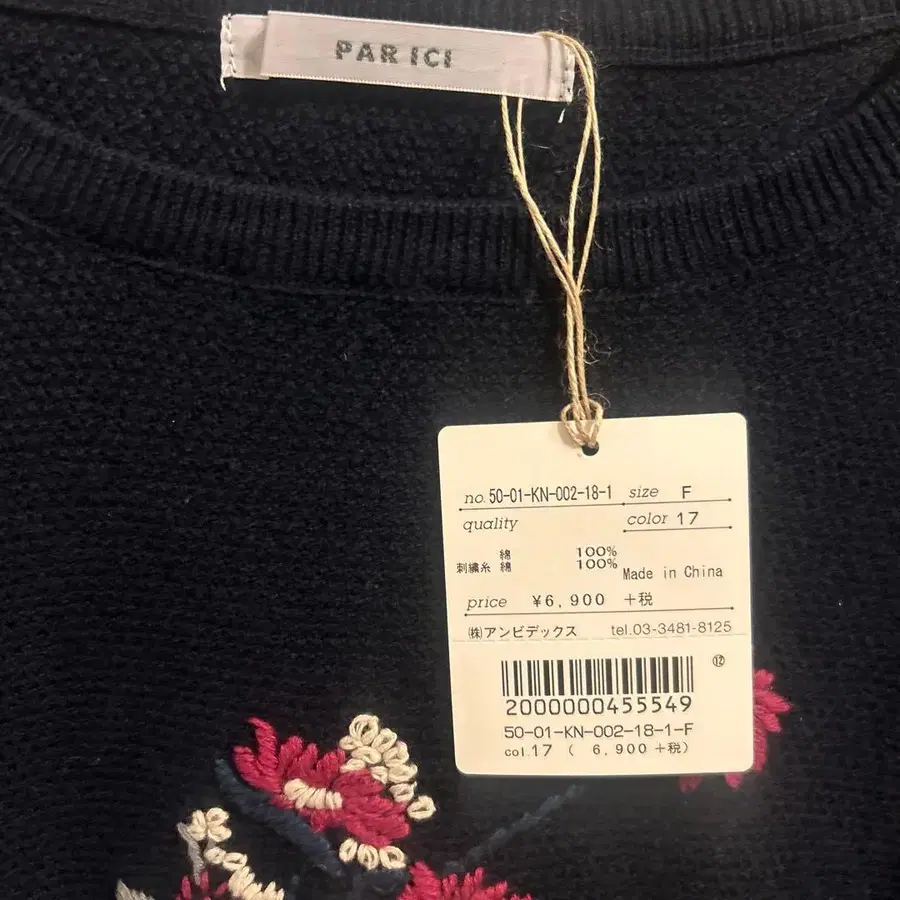 PAR ICI
no. 50-01-KN-002-18-1 size F
quality color 17
綿 100%
刺繍糸 綿 100%
Made in China
price ¥6,900 +税
㈱アンビデックス tel.03-3481-8125
⑫
2000000455549
50-01-KN-002-18-1-F
col.17 ( 6,900+税)